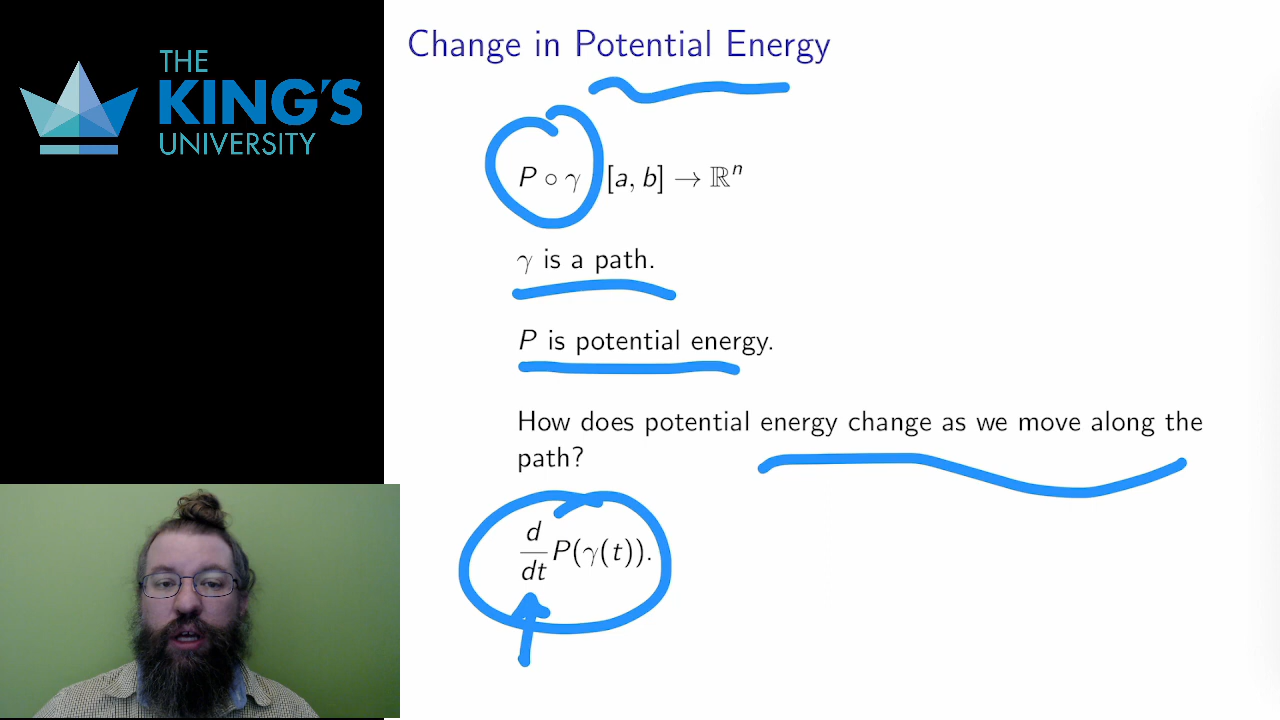 THE
KING'S
UNIVERSITY
Change in Potential Energy
P ∘ γ [a, b] → ℝⁿ
γ is a path.
P is potential energy.
How does potential energy change as we move along the
path?
d/dt P(γ(t)).